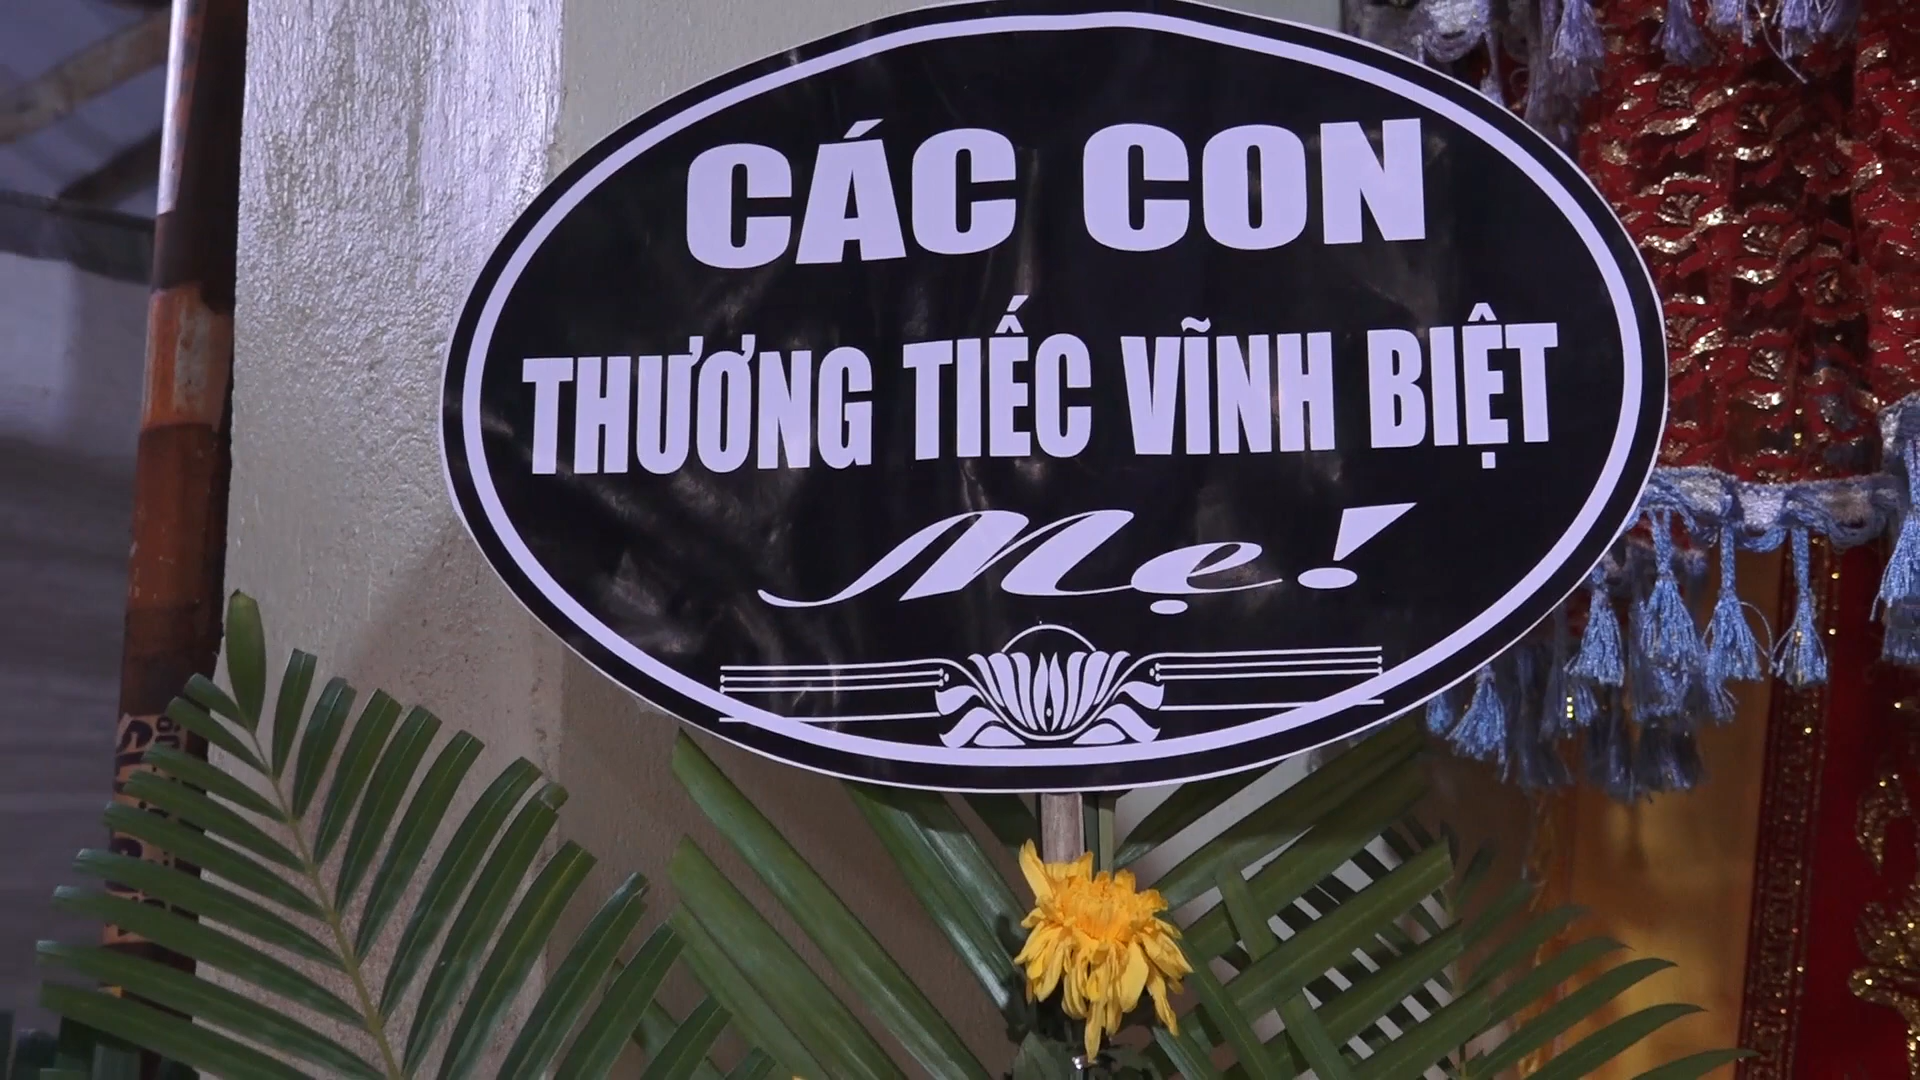 CÁC CON
THƯƠNG TIẾC VĨNH BIỆT
Mẹ!